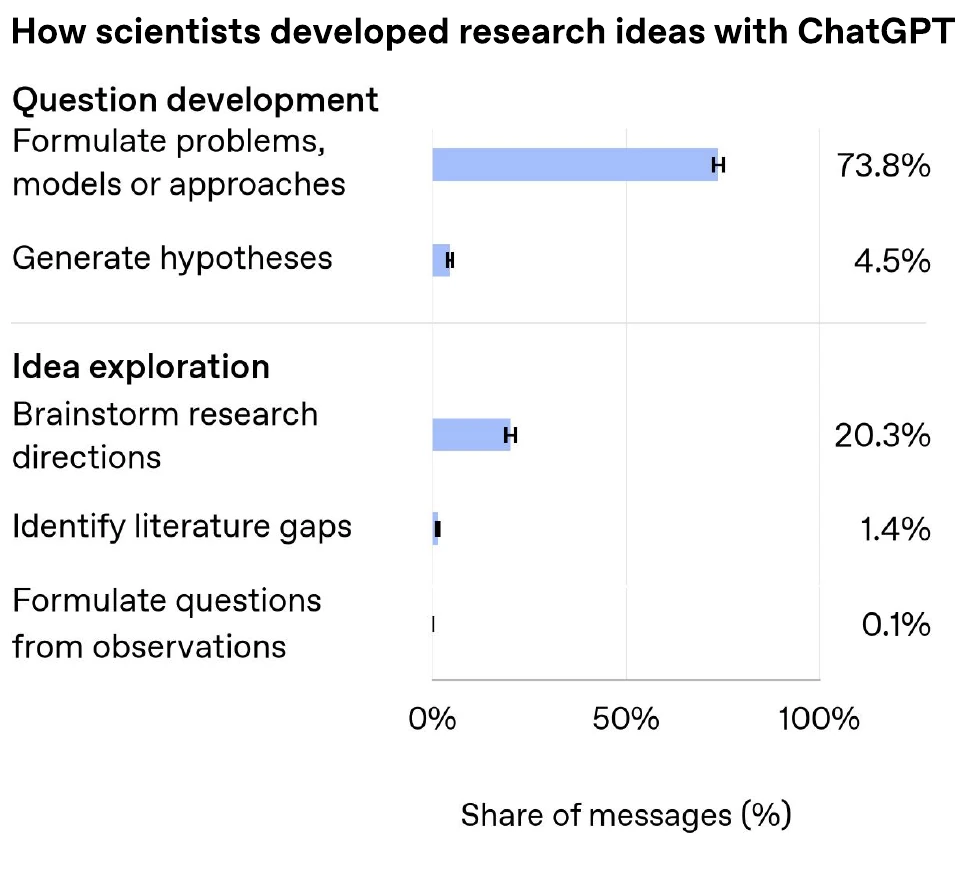 How scientists developed research ideas with ChatGPT
Question development
Formulate problems,
models or approaches
73.8%
Generate hypotheses
4.5%
Idea exploration
Brainstorm research
directions
20.3%
Identify literature gaps
1.4%
Formulate questions
from observations
0.1%
0% 50% 100%
Share of messages (%)